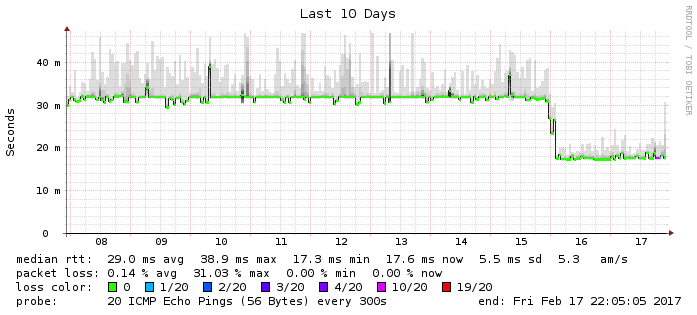 Last 10 Days
RRDTOOL / TOBI OETIKER
Seconds
40 m
30 m
20 m
10 m
0
08 09 10 11 12 13 14 15 16 17
median rtt: 29.0 ms avg 38.9 ms max 17.3 ms min 17.6 ms now 5.5 ms sd 5.3 am/s
packet loss: 0.14 % avg 31.03 % max 0.00 % min 0.00 % now
loss color: 0 1/20 2/20 3/20 4/20 10/20 19/20
probe: 20 ICMP Echo Pings (56 Bytes) every 300s end: Fri Feb 17 22:05:05 2017